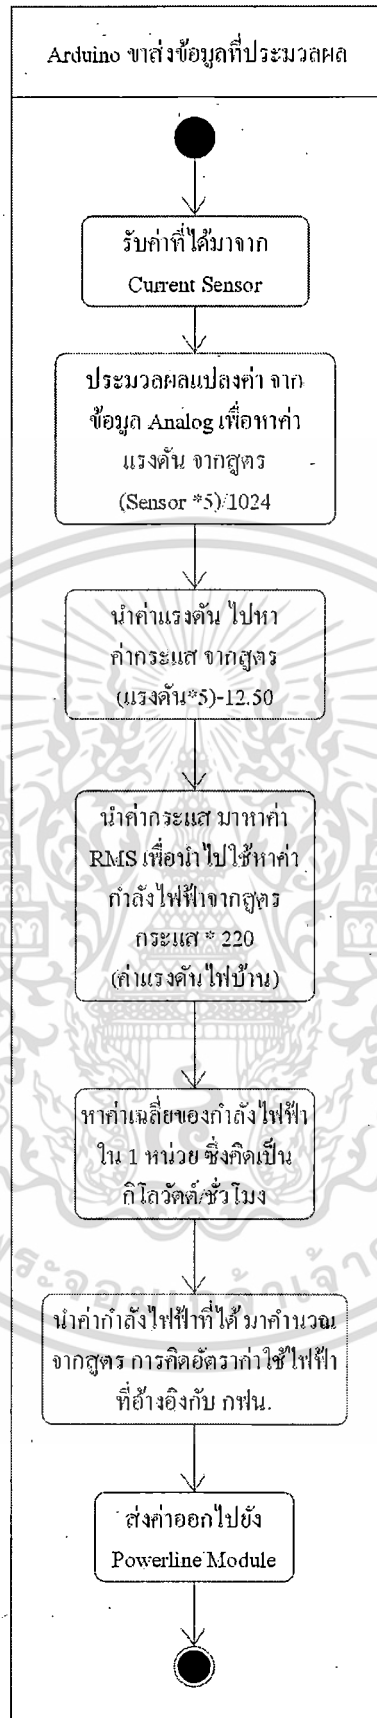 Arduino ขาส่งข้อมูลที่ประมวลผล
รับค่าที่ได้มาจาก
Current Sensor
ประมวลผลแปลงค่า จาก
ข้อมูล Analog เพื่อหาค่า
แรงดัน จากสูตร
(Sensor *5)/1024
นำค่าแรงดัน ไปหา
ค่ากระแส จากสูตร
(แรงดัน*5)-12.50
นำค่ากระแส มาหาค่า
RMS เพื่อนำไปใช้หาค่า
กำลังไฟฟ้าจากสูตร
กระแส * 220
(ค่าแรงดันไฟบ้าน)
หาค่าเฉลี่ยของกำลังไฟฟ้า
ใน 1 หน่วย ซึ่งคิดเป็น
กิโลวัตต์/ชั่วโมง
นำค่ากำลังไฟฟ้าที่ได้ มาคำนวณ
จากสูตร การคิดอัตราค่าใช้ไฟฟ้า
ที่อ้างอิงกับ กฟน.
ส่งค่าออกไปยัง
Powerline Module